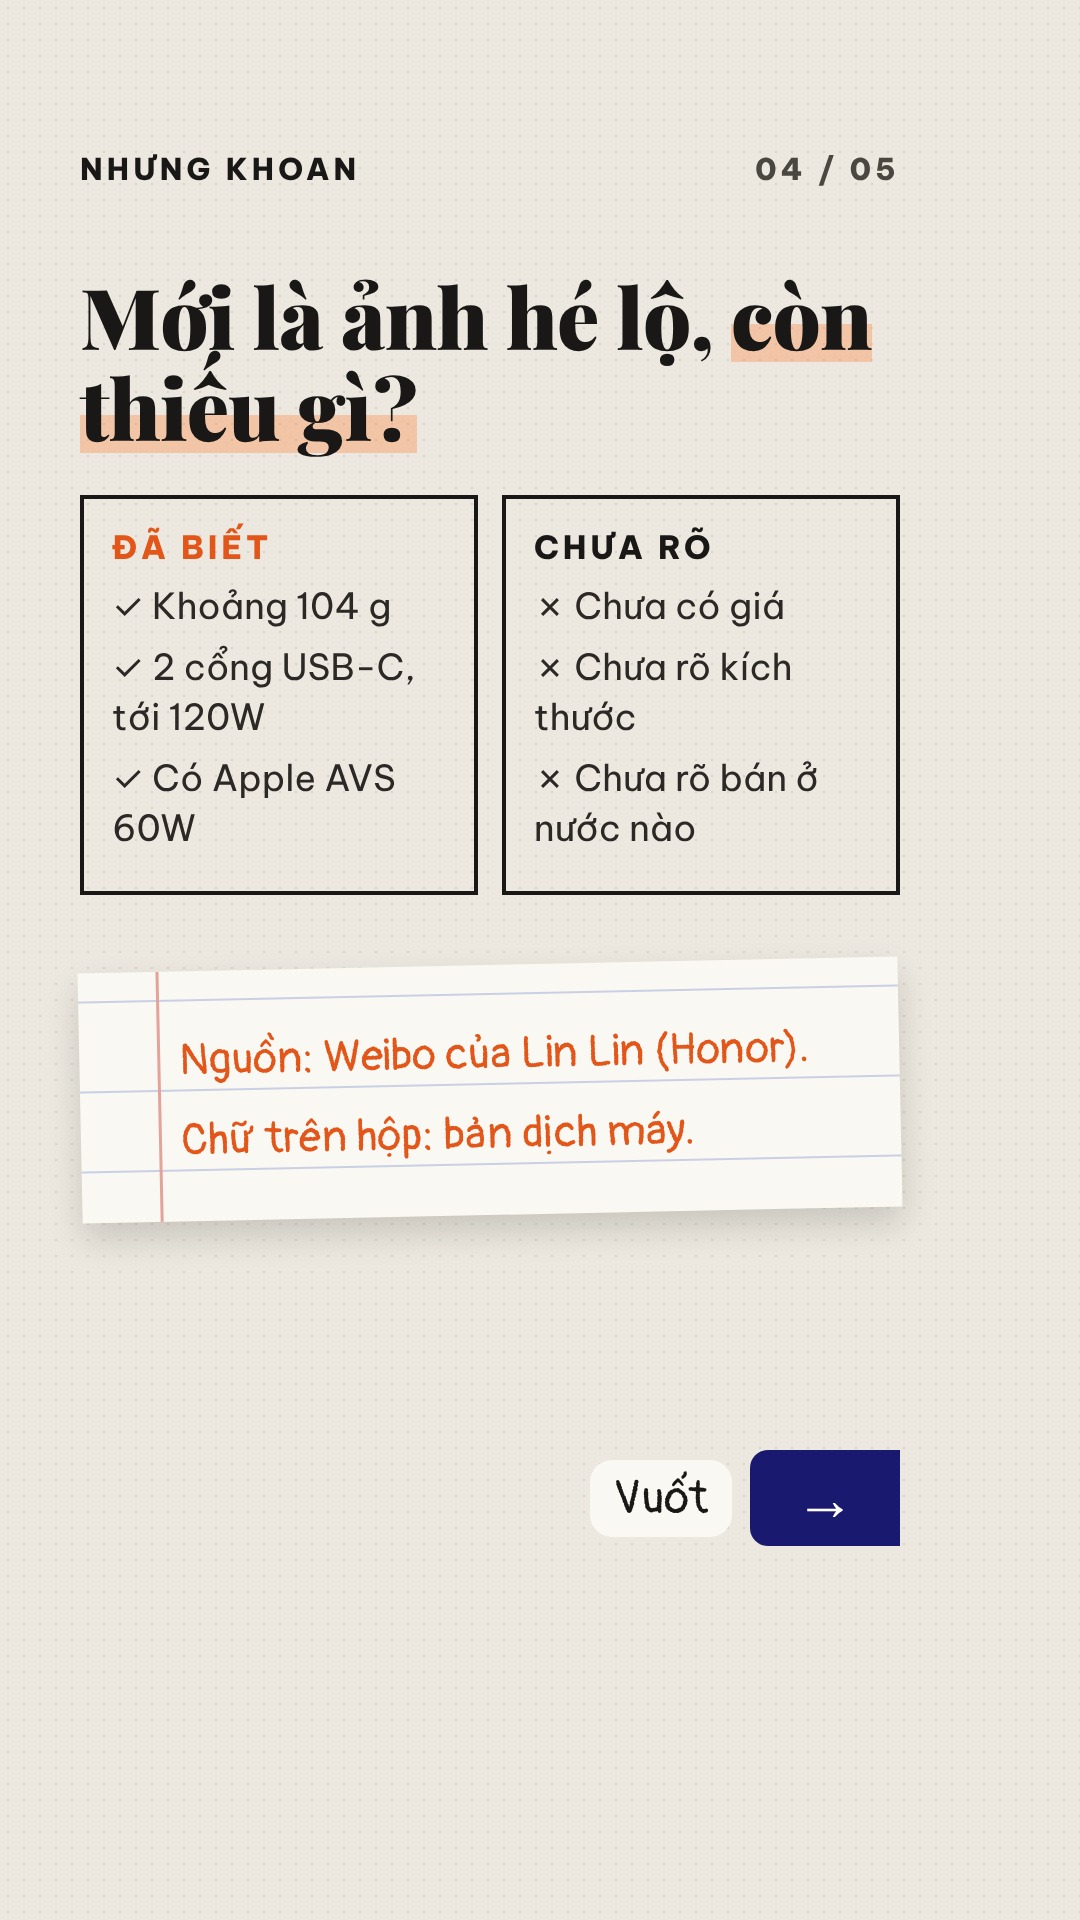 NHƯNG KHOAN
04 / 05
Mới là ảnh hé lộ, còn
thiếu gì?
ĐÃ BIẾT
✓ Khoảng 104 g
✓ 2 cổng USB-C,
tới 120W
✓ Có Apple AVS
60W
CHƯA RÕ
× Chưa có giá
× Chưa rõ kích
thước
× Chưa rõ bán ở
nước nào
Nguồn: Weibo của Lin Lin (Honor).
Chữ trên hộp: bản dịch máy.
Vuốt
→